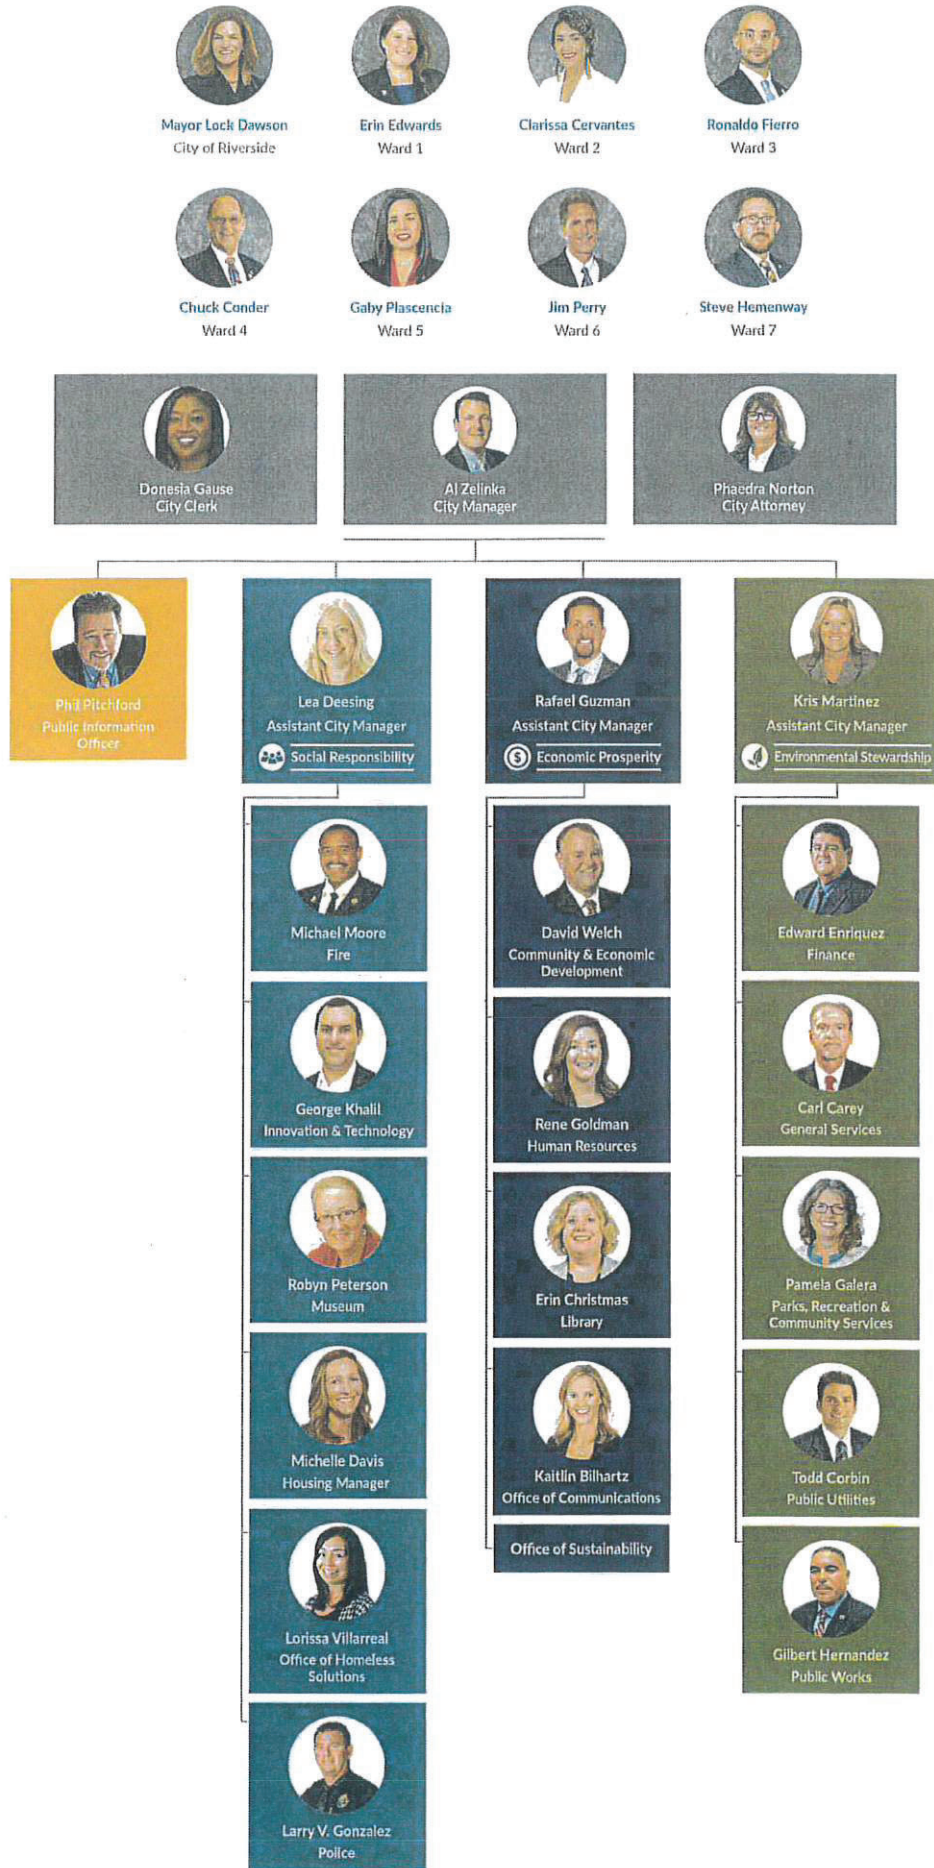 Mayor Lock Dawson
City of Riverside
Erin Edwards
Ward 1
Clarissa Cervantes
Ward 2
Ronaldo Fierro
Ward 3
Chuck Conder
Ward 4
Gaby Plascencia
Ward 5
Jim Perry
Ward 6
Steve Hemenway
Ward 7
Donesia Gause
City Clerk
Al Zelinka
City Manager
Phaedra Norton
City Attorney
Phil Pitchford
Public Information
Officer
Lea Deesing
Assistant City Manager
Social Responsibility
Rafael Guzman
Assistant City Manager
$ Economic Prosperity
Kris Martinez
Assistant City Manager
Environmental Stewardship
Michael Moore
Fire
George Khalil
Innovation & Technology
Robyn Peterson
Museum
Michelle Davis
Housing Manager
Lorissa Villarreal
Office of Homeless
Solutions
Larry V. Gonzalez
Police
David Welch
Community & Economic
Development
Rene Goldman
Human Resources
Erin Christmas
Library
Kaitlin Bilhartz
Office of Communications
Office of Sustainability
Edward Enriquez
Finance
Carl Carey
General Services
Pamela Galera
Parks, Recreation &
Community Services
Todd Corbin
Public Utilities
Gilbert Hernandez
Public Works